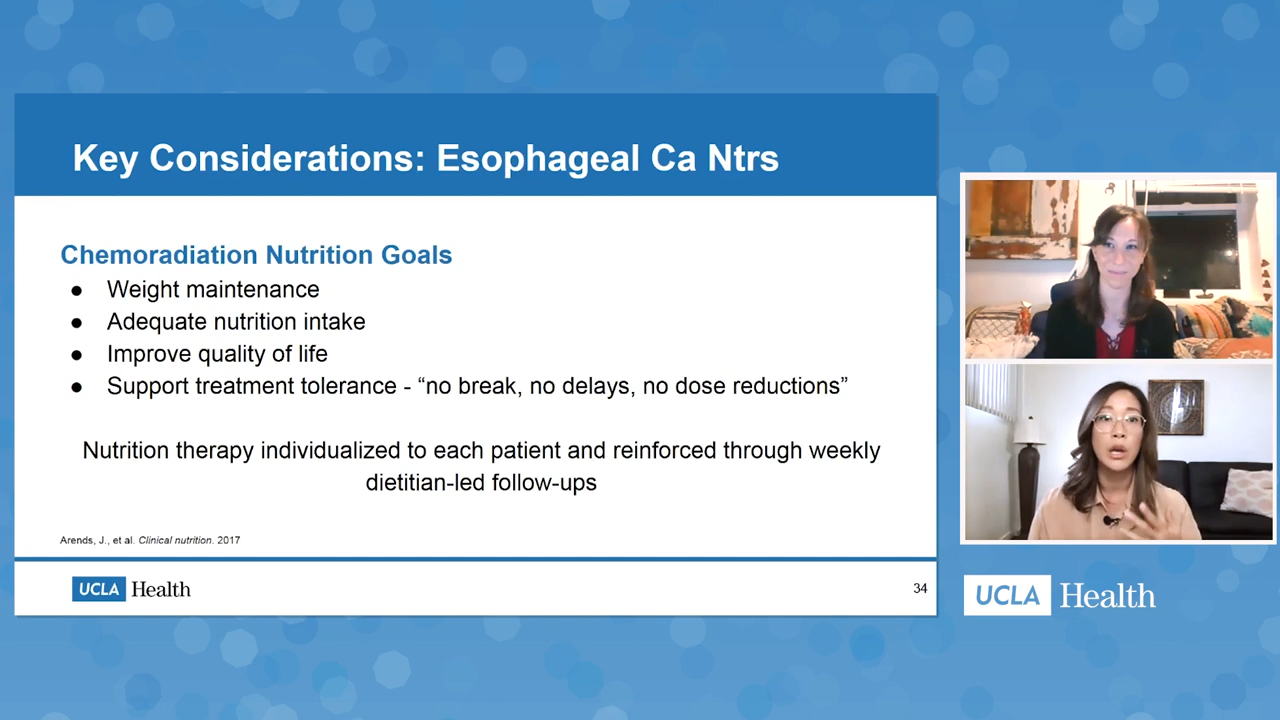 Key Considerations: Esophageal Ca Ntrs
Chemoradiation Nutrition Goals
● Weight maintenance
● Adequate nutrition intake
● Improve quality of life
● Support treatment tolerance - “no break, no delays, no dose reductions”
Nutrition therapy individualized to each patient and reinforced through weekly
dietitian-led follow-ups
Arends, J., et al. Clinical nutrition. 2017
UCLA Health
34
UCLA Health